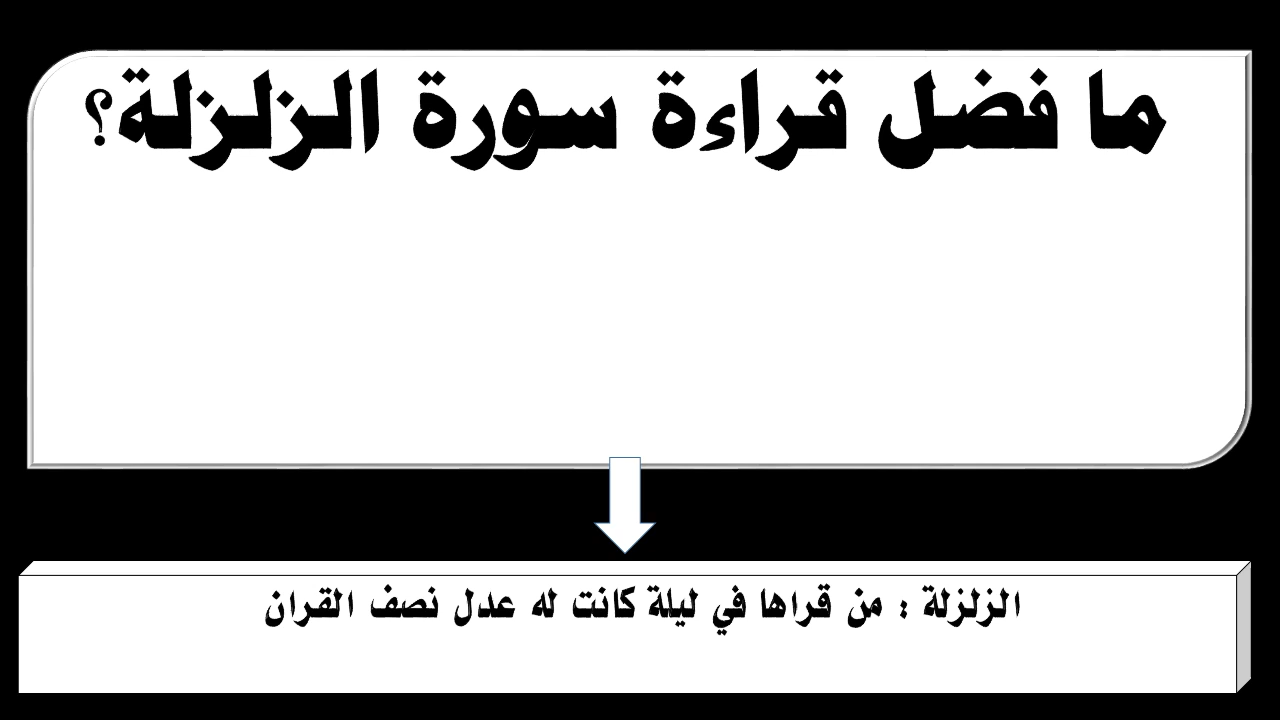 ما فضل قراءة سورة الزلزلة؟
الزلزلة : من قراها في ليلة كانت له عدل نصف القران